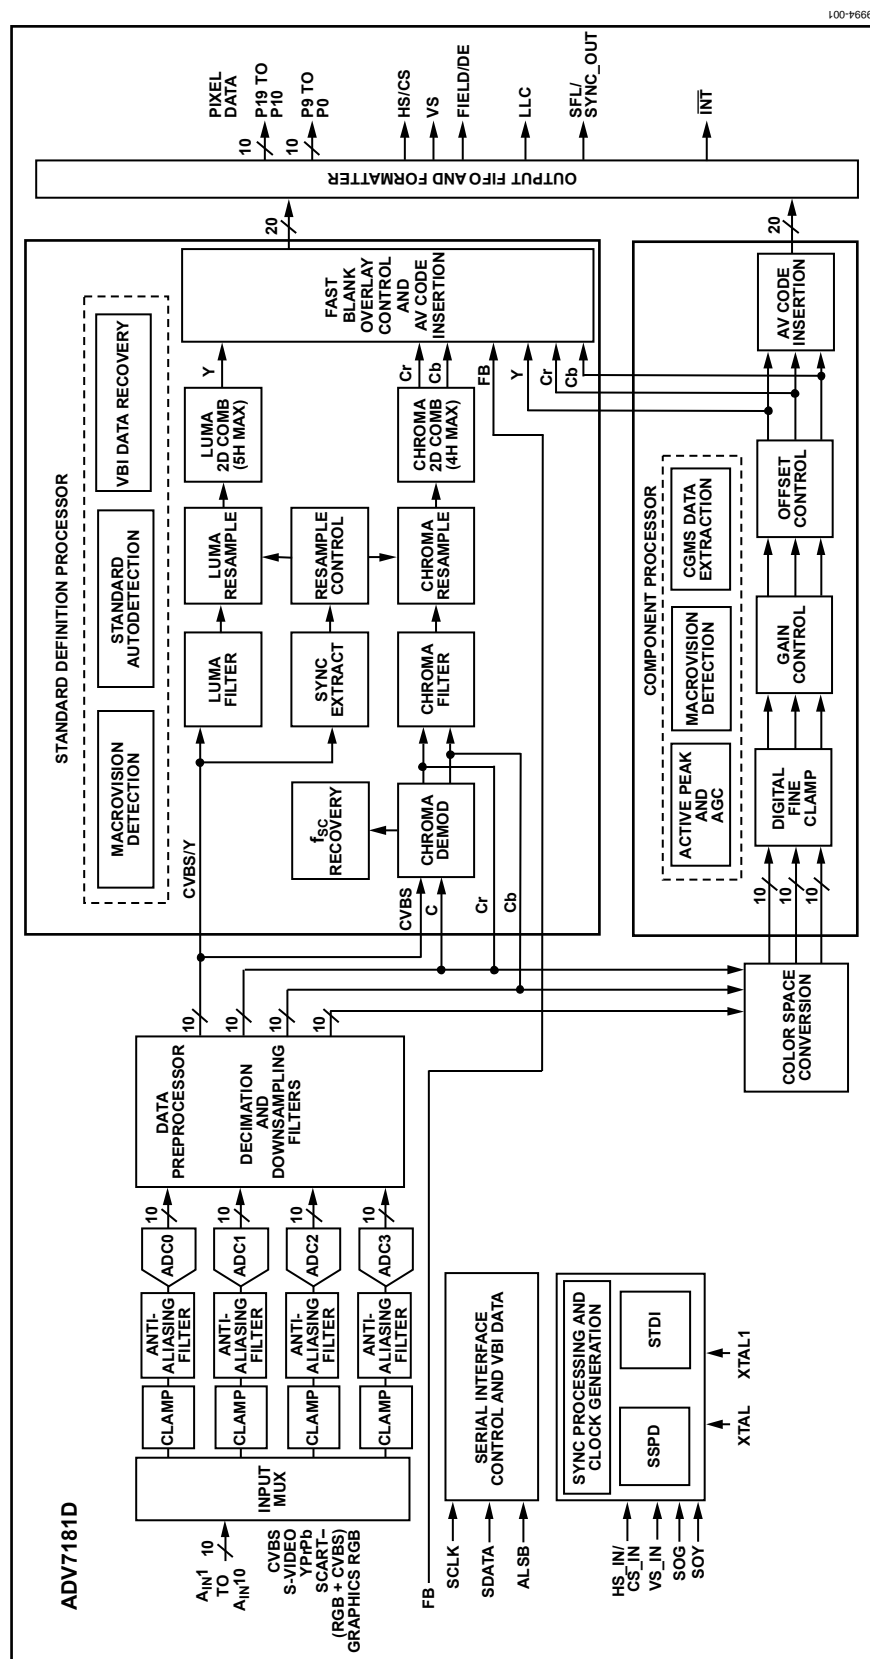 ADV7181D
A_IN1
TO
A_IN10
10
CVBS
S-VIDEO
YPrPb
SCART–
(RGB + CVBS)
GRAPHICS RGB
INPUT
MUX
CLAMP
ANTI-
ALIASING
FILTER
ADC0
10
CLAMP
ANTI-
ALIASING
FILTER
ADC1
10
CLAMP
ANTI-
ALIASING
FILTER
ADC2
10
CLAMP
ANTI-
ALIASING
FILTER
ADC3
10
DATA
PREPROCESSOR
DECIMATION
AND
DOWNSAMPLING
FILTERS
10
10
10
10
FB
SCLK
SDATA
ALSB
SERIAL INTERFACE
CONTROL AND VBI DATA
HS_IN/
CS_IN
VS_IN
SOG
SOY
SYNC PROCESSING AND
CLOCK GENERATION
SSPD
STDI
XTAL
XTAL1
COLOR SPACE
CONVERSION
STANDARD DEFINITION PROCESSOR
MACROVISION
DETECTION
STANDARD
AUTODETECTION
VBI DATA RECOVERY
CVBS/Y
LUMA
FILTER
LUMA
RESAMPLE
LUMA
2D COMB
(5H MAX)
Y
SYNC
EXTRACT
RESAMPLE
CONTROL
fSC
RECOVERY
CVBS
C
CHROMA
DEMOD
CHROMA
FILTER
CHROMA
RESAMPLE
CHROMA
2D COMB
(4H MAX)
Cr
Cb
Cr
Cb
FB
Y
Cr
Cb
FAST
BLANK
OVERLAY
CONTROL
AND
AV CODE
INSERTION
20
COMPONENT PROCESSOR
ACTIVE PEAK
AND
AGC
MACROVISION
DETECTION
CGMS DATA
EXTRACTION
10
10
10
DIGITAL
FINE
CLAMP
GAIN
CONTROL
OFFSET
CONTROL
AV CODE
INSERTION
20
OUTPUT FIFO AND FORMATTER
PIXEL
DATA
10
P19 TO
P10
10
P9 TO
P0
HS/CS
VS
FIELD/DE
LLC
SFL/
SYNC_OUT
INT
9994-001